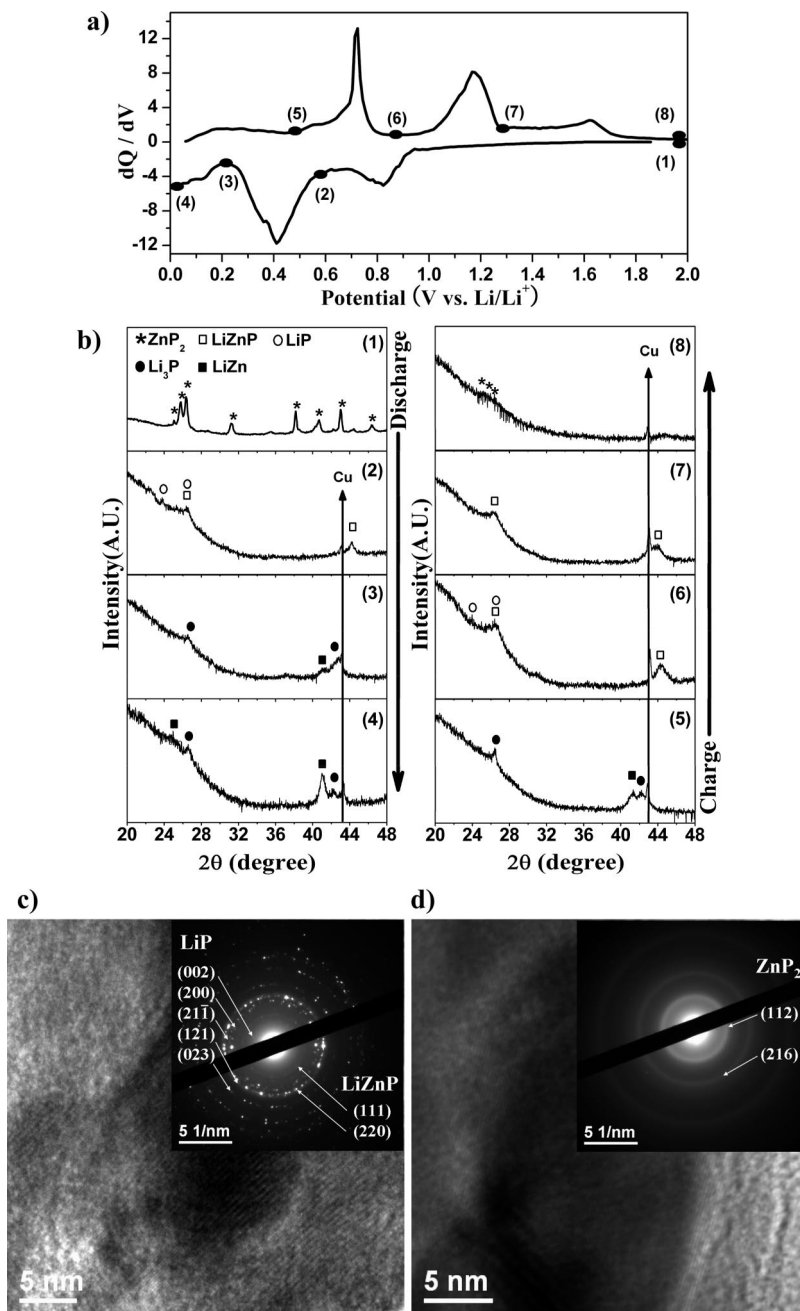 a)
12
8
4
0
-4
-8
-12
dQ / dV
(5)
(6)
(7)
(8)
(1)
(4)
(3)
(2)
0.0 0.2 0.4 0.6 0.8 1.0 1.2 1.4 1.6 1.8 2.0
Potential (V vs. Li/Li+)
b)
*ZnP2 □LiZnP ○LiP (1)
●Li3P ■LiZn
* * * * * * * *
Discharge
(2)
Cu
(3)
(4)
Intensity(A.U.)
20 24 28 32 36 40 44 48
2θ (degree)
(8)
Cu
* * *
(7)
(6)
(5)
Intensity(A.U.)
Charge
20 24 28 32 36 40 44 48
2θ (degree)
c)
LiP
(002)
(200)
(211̄)
(121)
(023)
LiZnP
(111)
(220)
5 1/nm
5 nm
d)
ZnP2
(112)
(216)
5 1/nm
5 nm